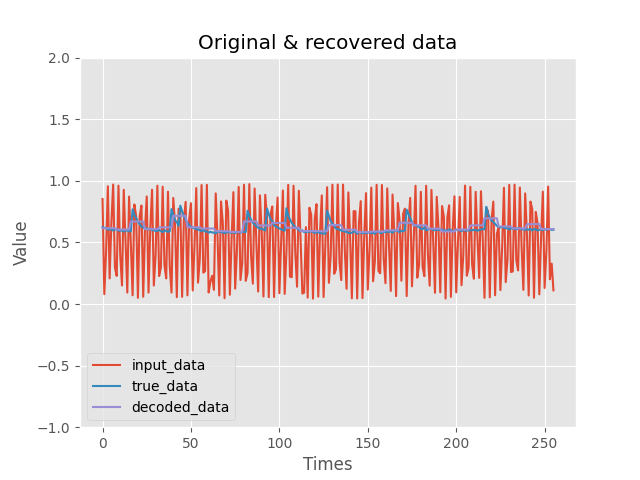 Original & recovered data
Value
2.0
1.5
1.0
0.5
0.0
−0.5
−1.0
input_data
true_data
decoded_data
0
50
100
150
200
250
Times